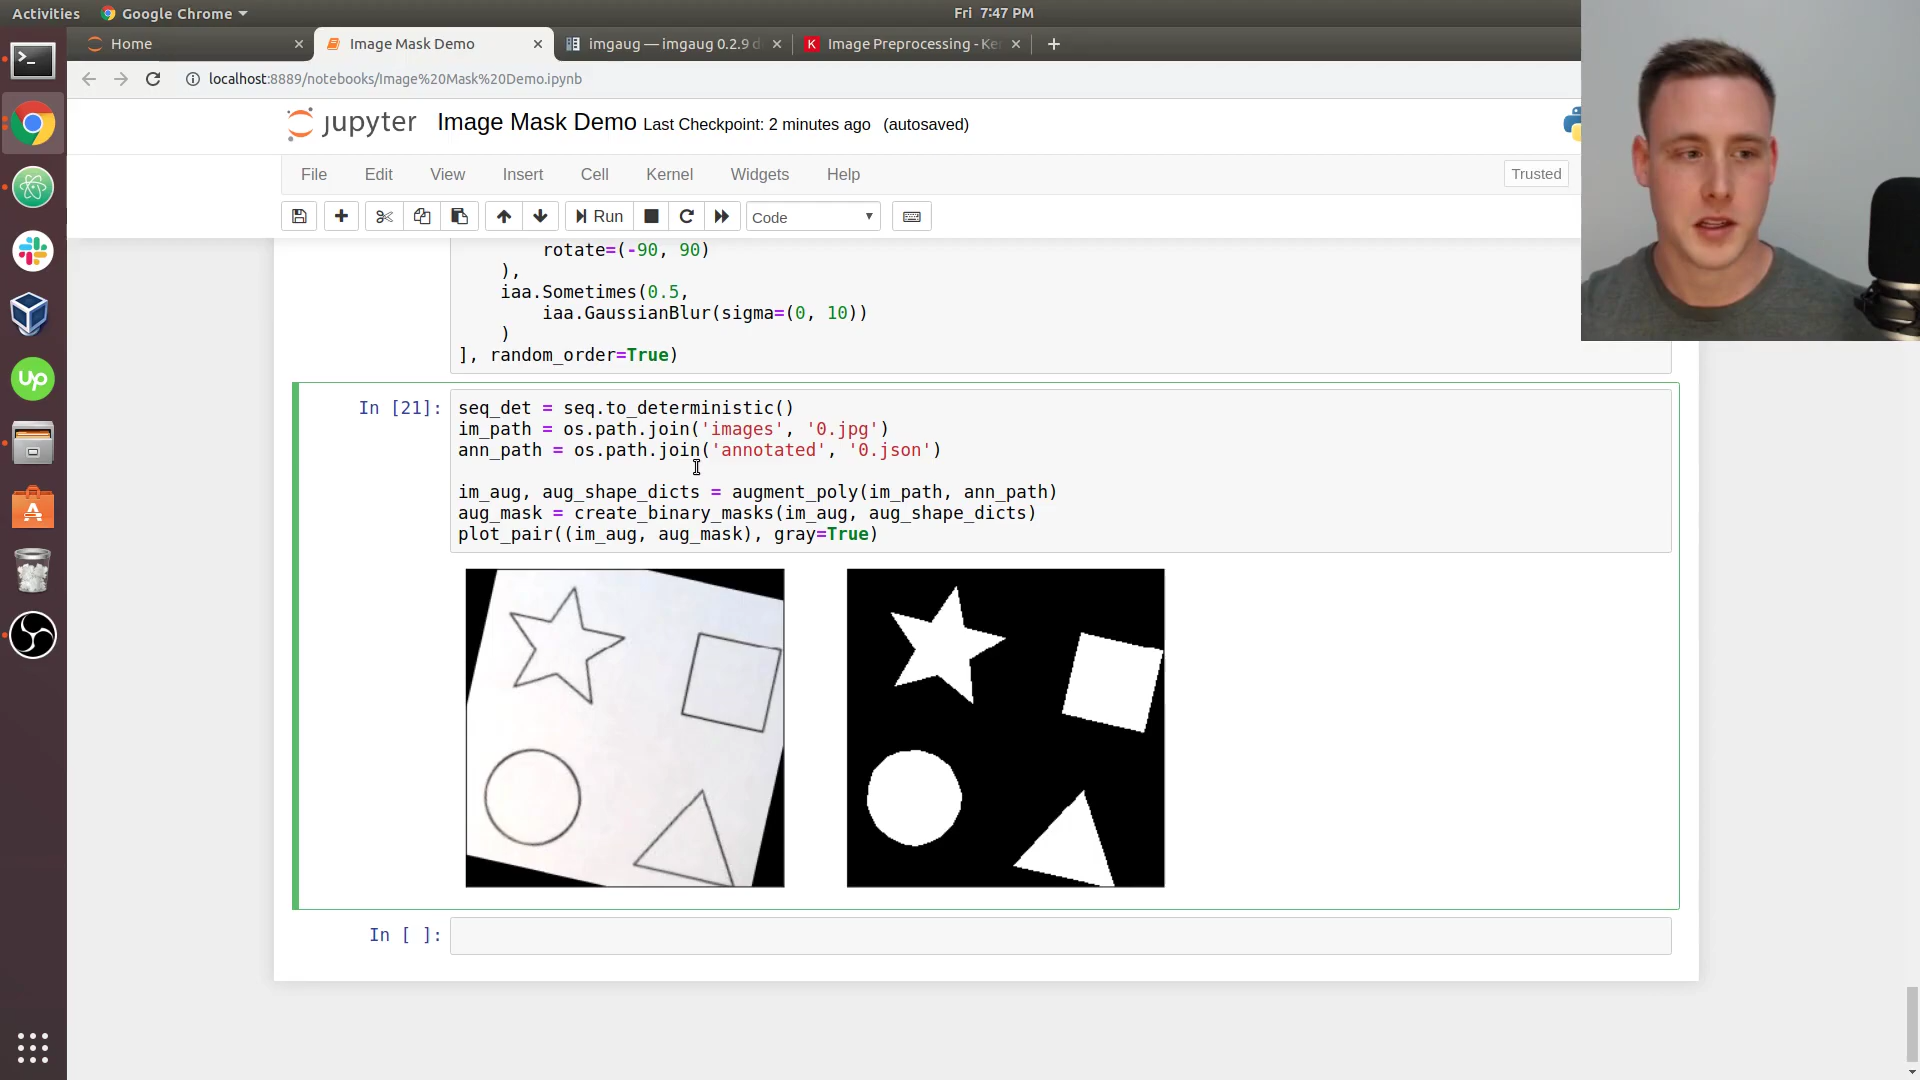 Activities
Google Chrome
Fri 7:47 PM
Home
Image Mask Demo
imgaug — imgaug 0.2.9 d
Image Preprocessing - Ke
localhost:8889/notebooks/Image%20Mask%20Demo.ipynb
jupyter Image Mask Demo Last Checkpoint: 2 minutes ago (autosaved)
File Edit View Insert Cell Kernel Widgets Help Trusted
Run Code
rotate=(-90, 90)
),
iaa.Sometimes(0.5,
iaa.GaussianBlur(sigma=(0, 10))
)
], random_order=True)
In [21]:
seq_det = seq.to_deterministic()
im_path = os.path.join('images', '0.jpg')
ann_path = os.path.join('annotated', '0.json')
im_aug, aug_shape_dicts = augment_poly(im_path, ann_path)
aug_mask = create_binary_masks(im_aug, aug_shape_dicts)
plot_pair((im_aug, aug_mask), gray=True)
In [ ]:
Up